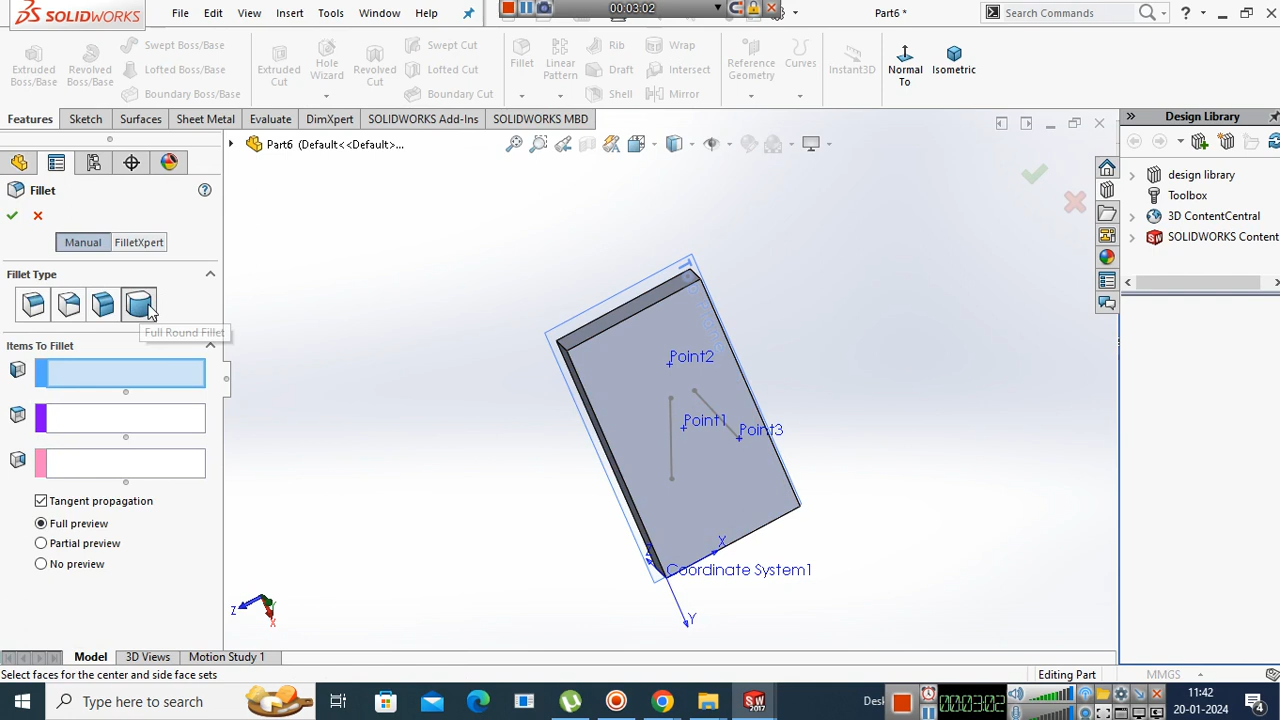 SOLIDWORKS File Edit View Insert Tools Window Help 00:03:02 Part6 * Search Commands ?
Extruded Boss/Base Revolved Boss/Base Swept Boss/Base Lofted Boss/Base Boundary Boss/Base Extruded Cut Hole Wizard Revolved Cut Swept Cut Lofted Cut Boundary Cut Fillet Linear Pattern Rib Draft Shell Wrap Intersect Mirror Reference Geometry Curves Instant3D Normal To Isometric
Features Sketch Surfaces Sheet Metal Evaluate DimXpert SOLIDWORKS Add-Ins SOLIDWORKS MBD
Design Library
Part6 (Default<<Default>...
design library
Toolbox
3D ContentCentral
SOLIDWORKS Content
Fillet
Manual FilletXpert
Fillet Type
Full Round Fillet
Items To Fillet
Tangent propagation
Full preview
Partial preview
No preview
Point2
Point1
Point3
X
Z
Coordinate System1
Y
Z
X
Model 3D Views Motion Study 1
Select faces for the center and side face sets Editing Part MMGS
Type here to search SW 2017 Desk 00:03:02 11:42
20-01-2024